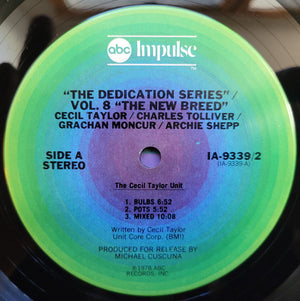 abc Impulse
TM
"THE DEDICATION SERIES"/
VOL. 8 "THE NEW BREED"
CECIL TAYLOR / CHARLES TOLLIVER/
GRACHAN MONCUR / ARCHIE SHEPP
SIDE A
STEREO
IA-9339/2
(IA-9339-A)
The Cecil Taylor Unit
1. BULBS 6:52
2. POTS 5:52
3. MIXED 10:08
Written by Cecil Taylor
Unit Core Corp. (BMI)
PRODUCED FOR RELEASE BY
MICHAEL CUSCUNA
℗1978 ABC
RECORDS, INC.